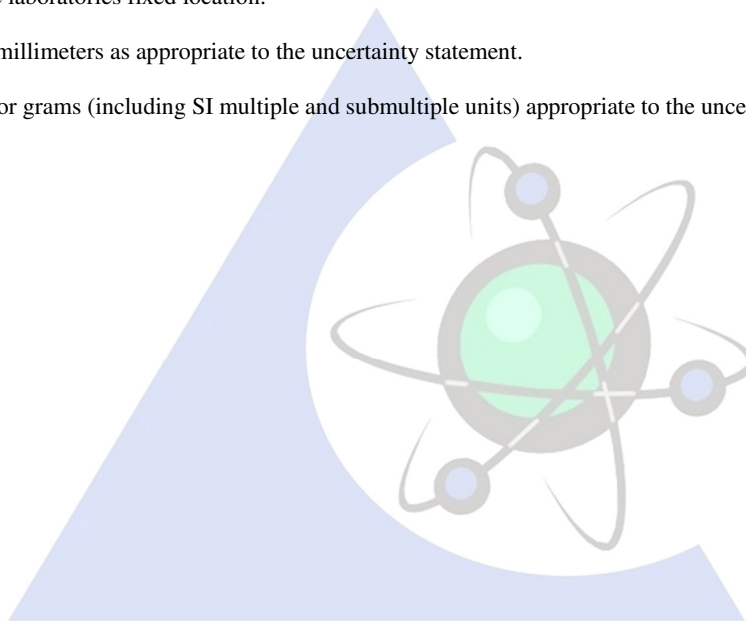 laboratories fixed location.
millimeters as appropriate to the uncertainty statement.
or grams (including SI multiple and submultiple units) appropriate to the